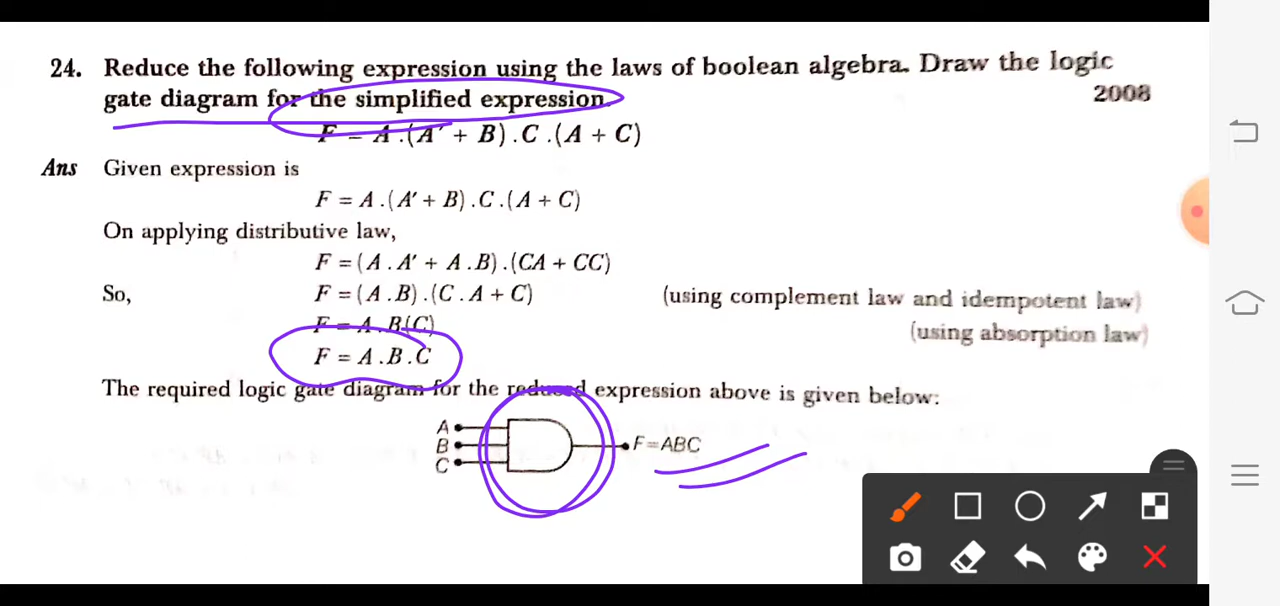 24. Reduce the following expression using the laws of boolean algebra. Draw the logic
gate diagram for the simplified expression. 2008
F = A.(A′ + B).C.(A + C)
Ans Given expression is
F = A.(A′ + B).C.(A + C)
On applying distributive law,
F = (A.A′ + A.B).(CA + CC)
So, F = (A.B).(C.A + C) (using complement law and idempotent law)
F = A.B(C) (using absorption law)
F = A.B.C
The required logic gate diagram for the reduced expression above is given below:
A
B F=ABC
C